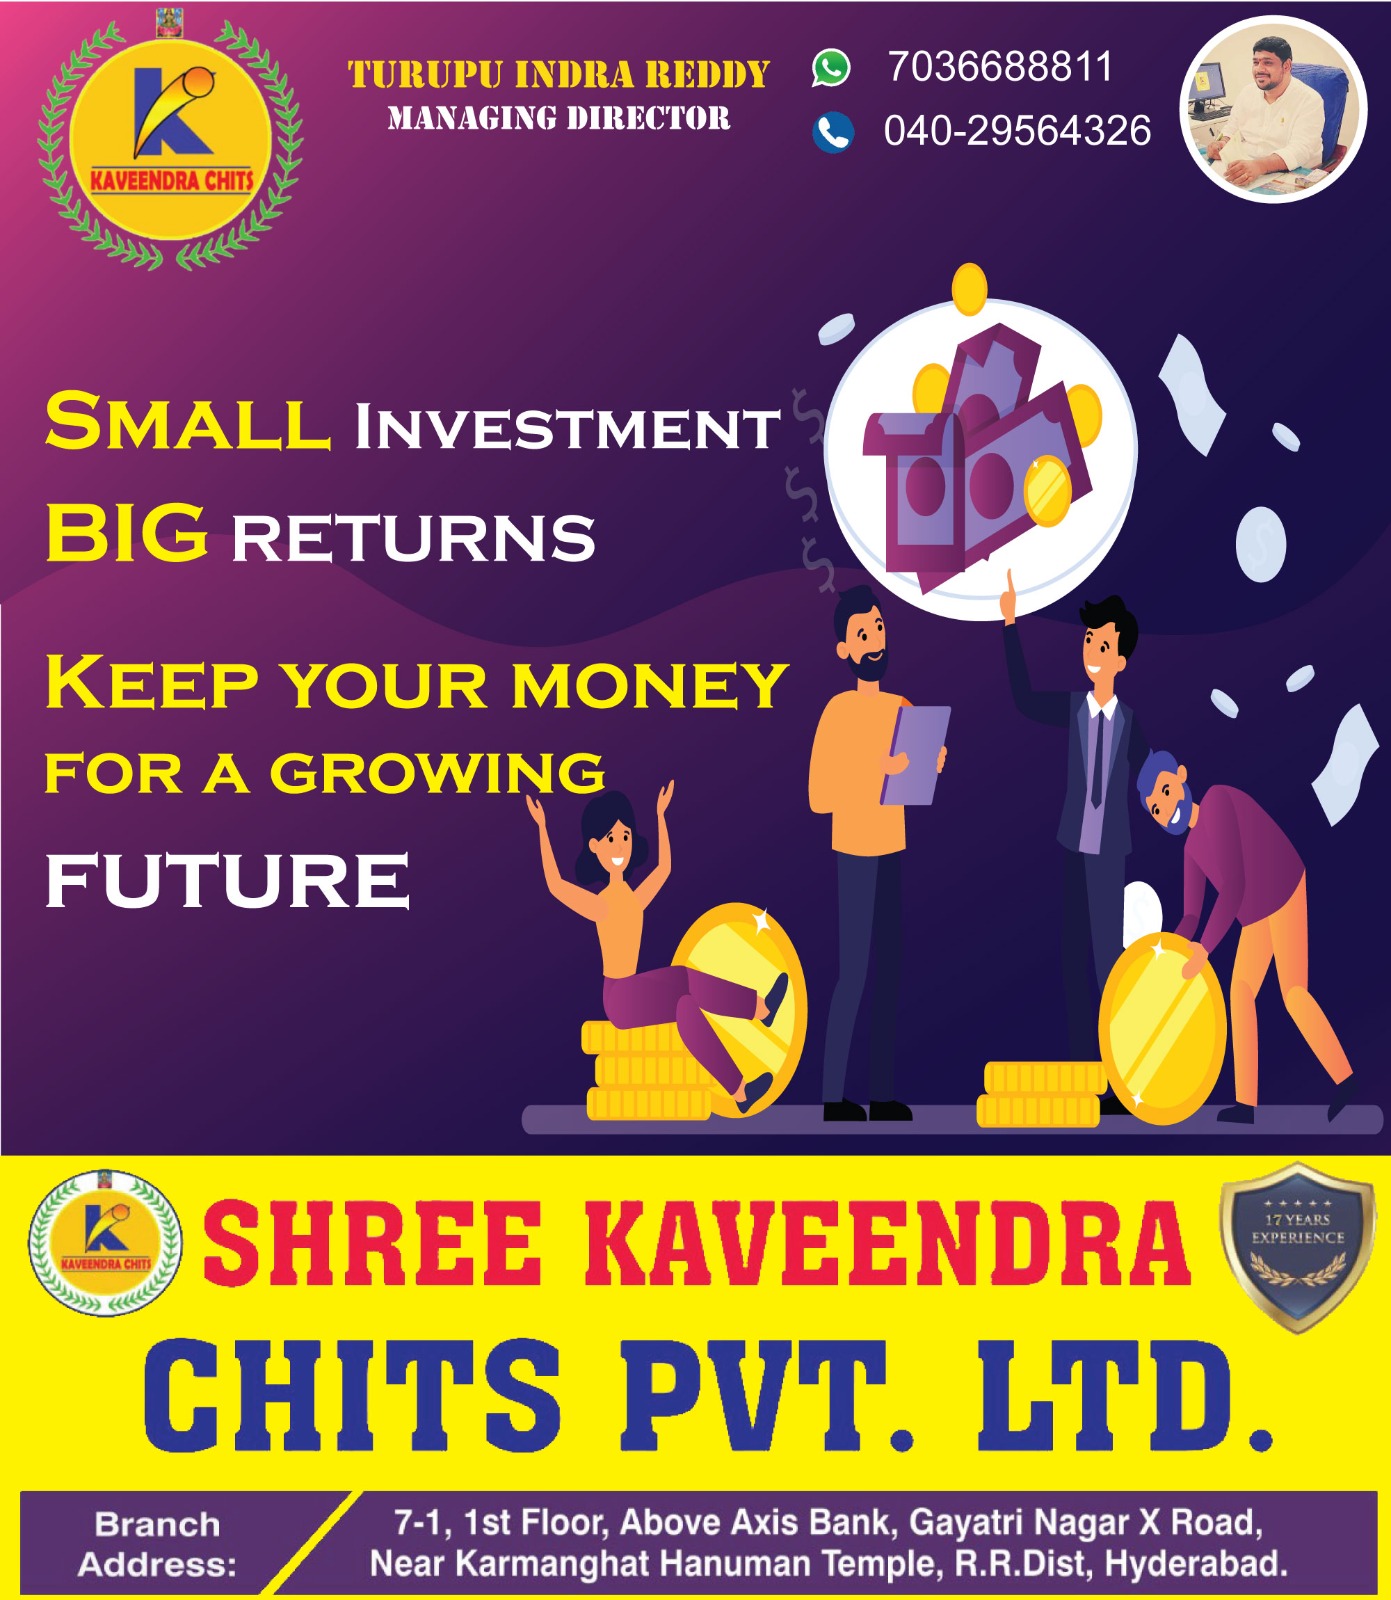 KAVEENDRA CHITS
TURUPU INDRA REDDY
MANAGING DIRECTOR
7036688811
040-29564326
SMALL INVESTMENT
BIG RETURNS
KEEP YOUR MONEY
FOR A GROWING
FUTURE
KAVEENDRA CHITS
SHREE KAVEENDRA
17 YEARS
EXPERIENCE
CHITS PVT. LTD.
Branch
Address:
7-1, 1st Floor, Above Axis Bank, Gayatri Nagar X Road,
Near Karmanghat Hanuman Temple, R.R.Dist, Hyderabad.